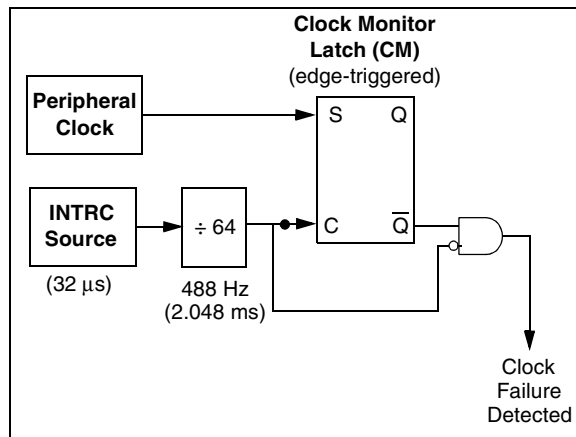 Clock Monitor
Latch (CM)
(edge-triggered)
Peripheral
Clock
S
Q
INTRC
Source
(32 μs)
÷ 64
488 Hz
(2.048 ms)
C
Q̅
Clock
Failure
Detected